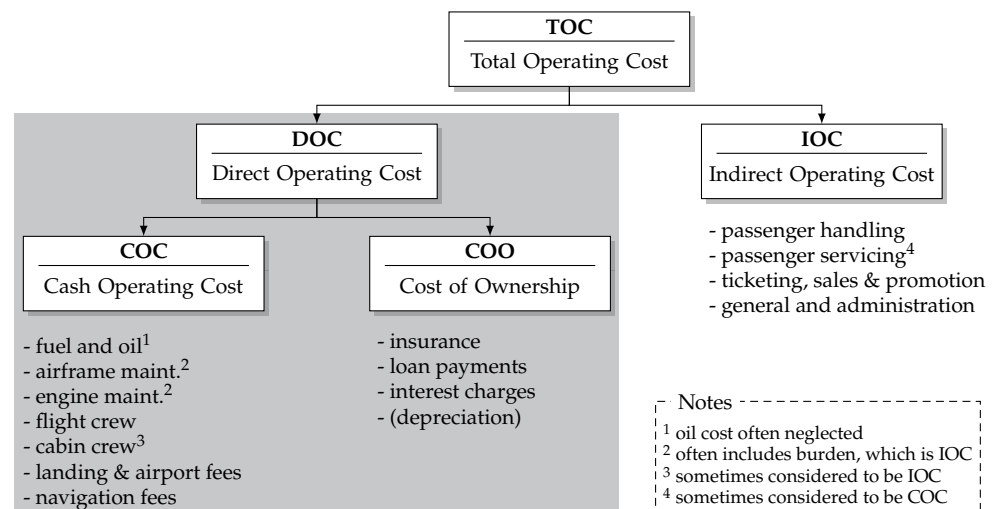 TOC
Total Operating Cost
DOC
Direct Operating Cost
IOC
Indirect Operating Cost
- passenger handling
- passenger servicing⁴
- ticketing, sales & promotion
- general and administration
COC
Cash Operating Cost
- fuel and oil¹
- airframe maint.²
- engine maint.²
- flight crew
- cabin crew³
- landing & airport fees
- navigation fees
COO
Cost of Ownership
- insurance
- loan payments
- interest charges
- (depreciation)
Notes
¹ oil cost often neglected
² often includes burden, which is IOC
³ sometimes considered to be IOC
⁴ sometimes considered to be COC